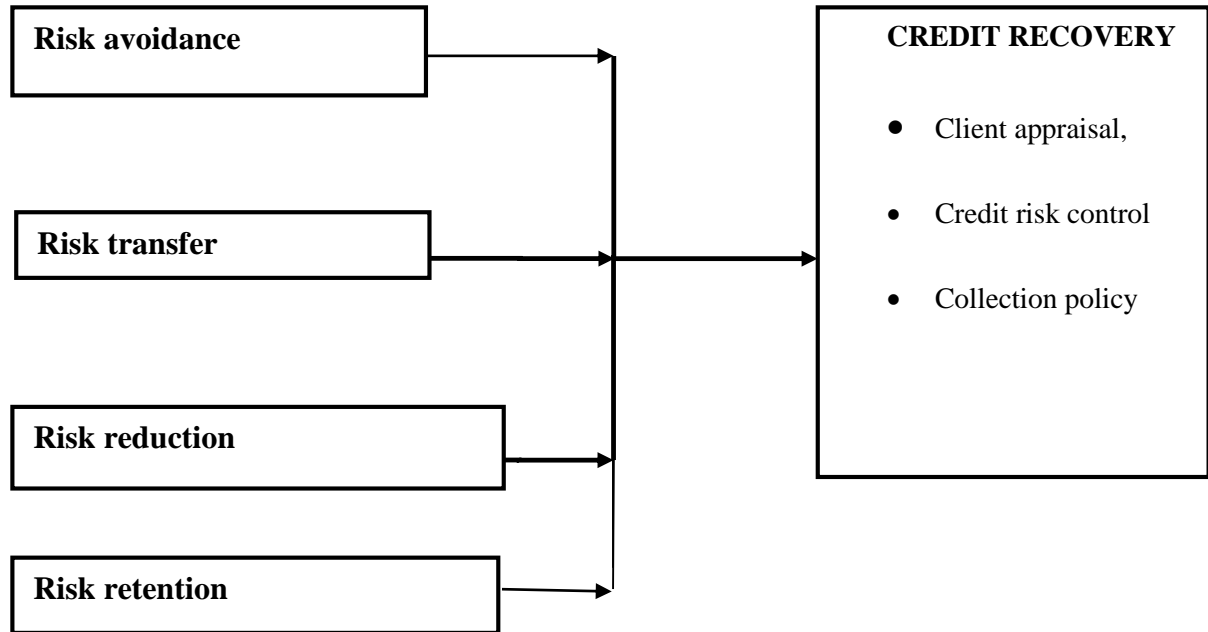 Risk avoidance
Risk transfer
Risk reduction
Risk retention
CREDIT RECOVERY
• Client appraisal,
• Credit risk control
• Collection policy